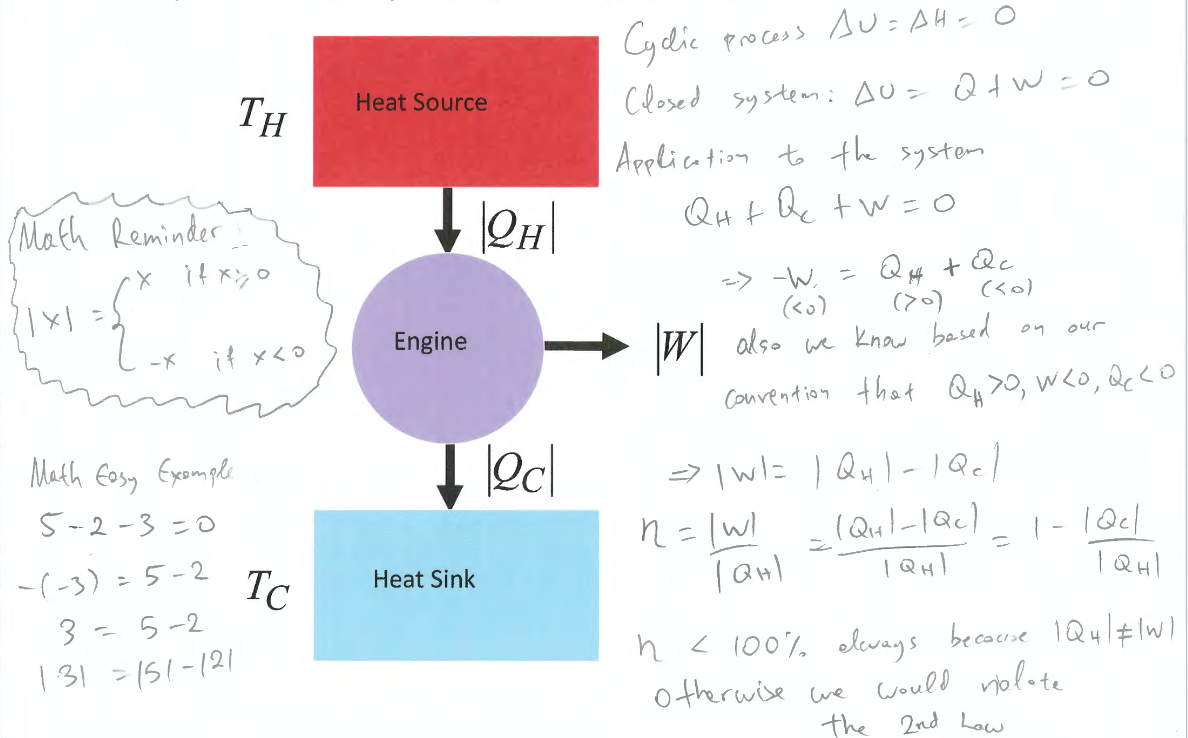 Cyclic process ΔU = ΔH = 0
Closed system: ΔU = Q + W = 0
Application to the system
Q_H + Q_C + W = 0
=> -W = Q_H + Q_C
(<0) (>0) (<0)
also we know based on our
convention that Q_H>0, W<0, Q_C<0
=> |W| = |Q_H| - |Q_C|
η = |W| / |Q_H| = (|Q_H| - |Q_C|) / |Q_H| = 1 - |Q_C| / |Q_H|
η < 100% always because |Q_H| ≠ |W|
otherwise we would violate
the 2nd Law
T_H
Heat Source
|Q_H|
Engine
|W|
|Q_C|
T_C
Heat Sink
Math Reminder
|x| = { x if x≥0
-x if x<0
Math Easy Example
5-2-3=0
-(-3) = 5-2
3 = 5-2
|3| = |5|-|2|